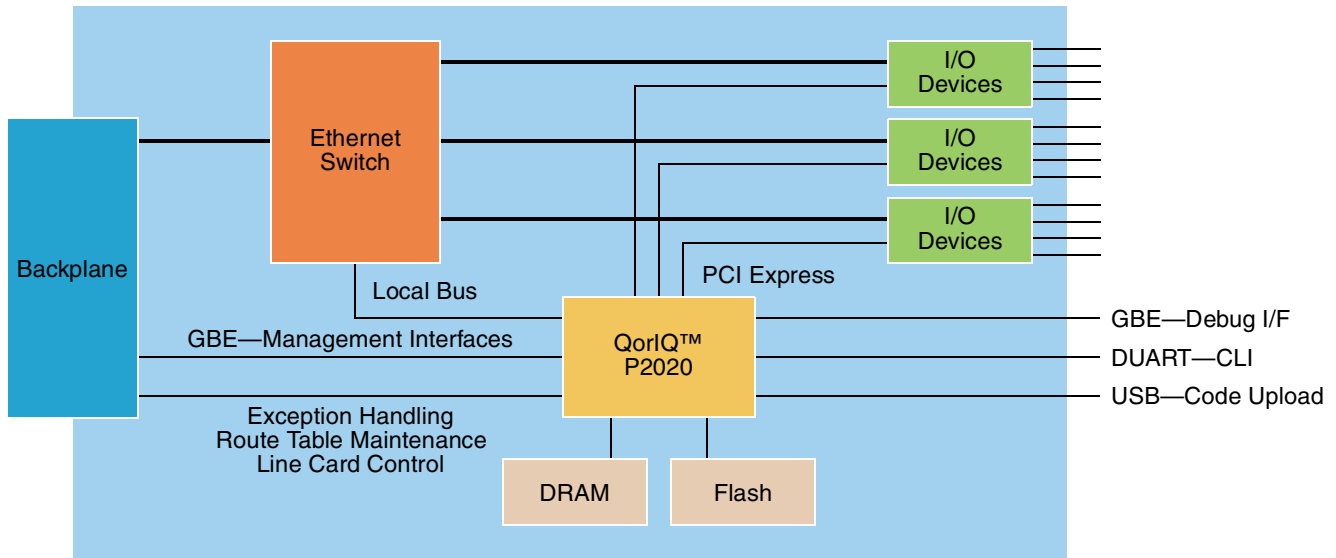 I/O
Devices
Ethernet
Switch
I/O
Devices
I/O
Devices
Backplane
PCI Express
Local Bus
GBE—Management Interfaces
QorIQ™
P2020
GBE—Debug I/F
DUART—CLI
USB—Code Upload
Exception Handling
Route Table Maintenance
Line Card Control
DRAM
Flash